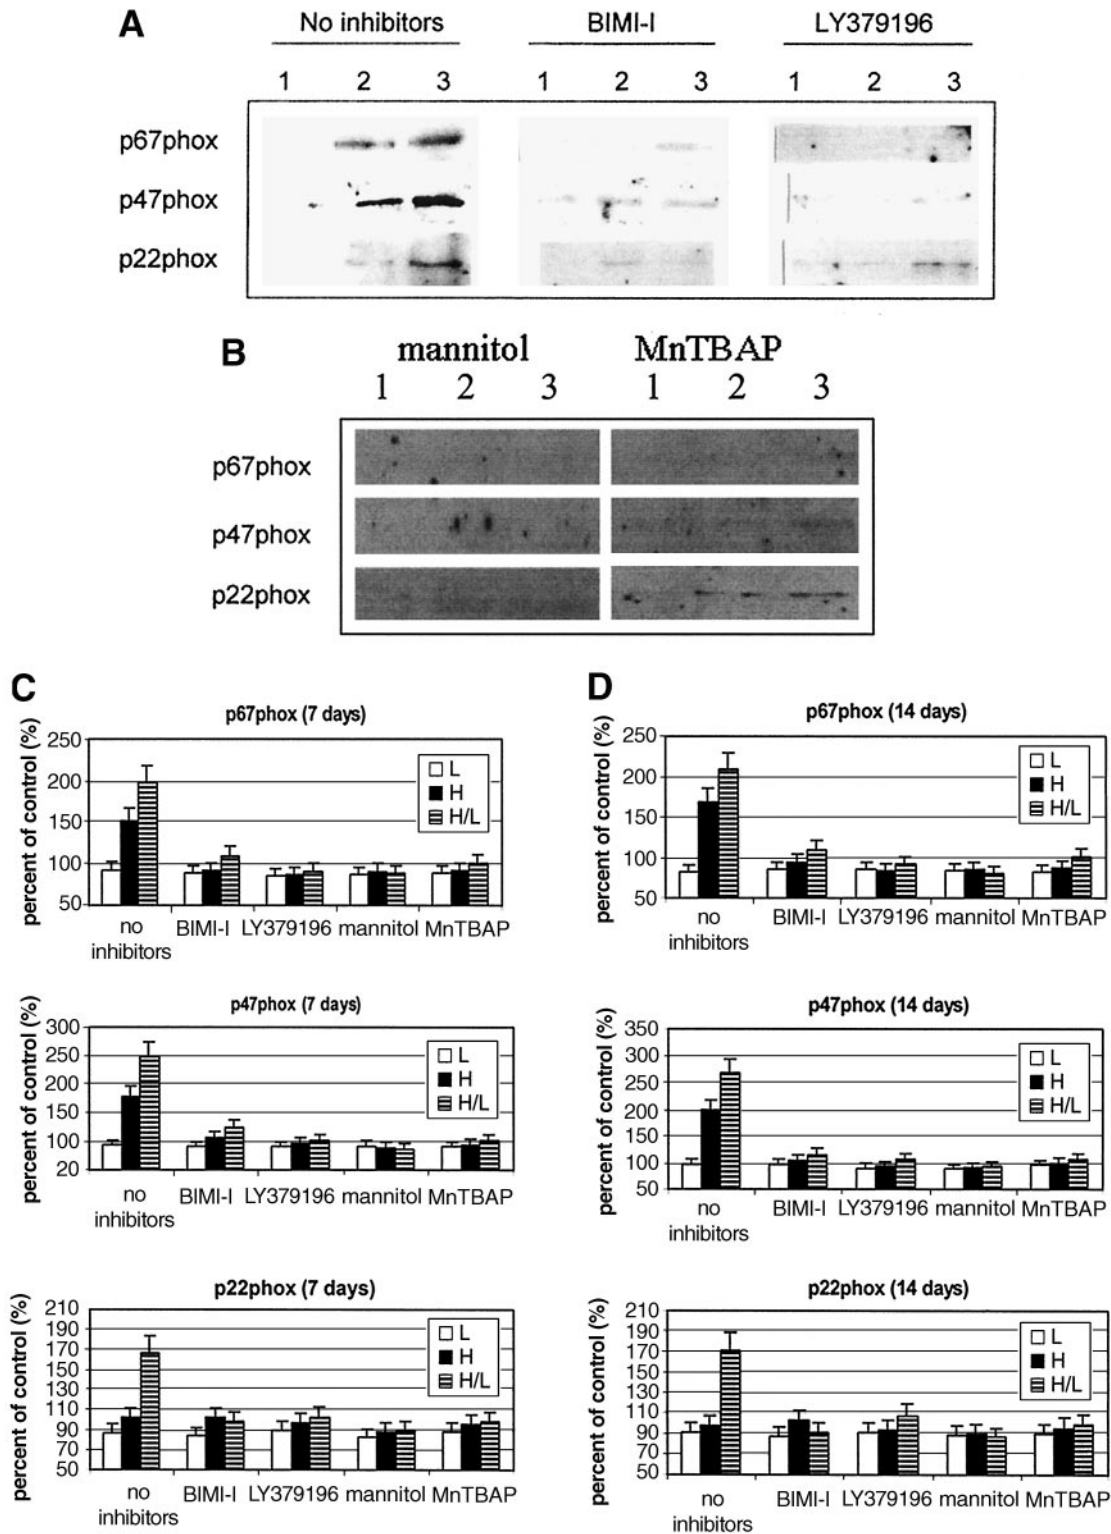 A
No inhibitors BIMI-I LY379196
1 2 3 1 2 3 1 2 3
p67phox
p47phox
p22phox
B
mannitol MnTBAP
1 2 3 1 2 3
p67phox
p47phox
p22phox
C
p67phox (7 days)
percent of control (%)
250
200
150
100
50
L
H
H/L
no inhibitors BIMI-I LY379196 mannitol MnTBAP
p47phox (7 days)
percent of control (%)
300
250
200
150
100
20
L
H
H/L
no inhibitors BIMI-I LY379196 mannitol MnTBAP
p22phox (7 days)
percent of control (%)
210
190
170
150
130
110
90
70
50
L
H
H/L
no inhibitors BIMI-I LY379196 mannitol MnTBAP
D
p67phox (14 days)
percent of control (%)
250
200
150
100
50
L
H
H/L
no inhibitors BIMI-I LY379196 mannitol MnTBAP
p47phox (14 days)
percent of control (%)
350
300
250
200
150
100
50
L
H
H/L
no inhibitors BIMI-I LY379196 mannitol MnTBAP
p22phox (14 days)
percent of control (%)
210
190
170
150
130
110
90
70
50
L
H
H/L
no inhibitors BIMI-I LY379196 mannitol MnTBAP